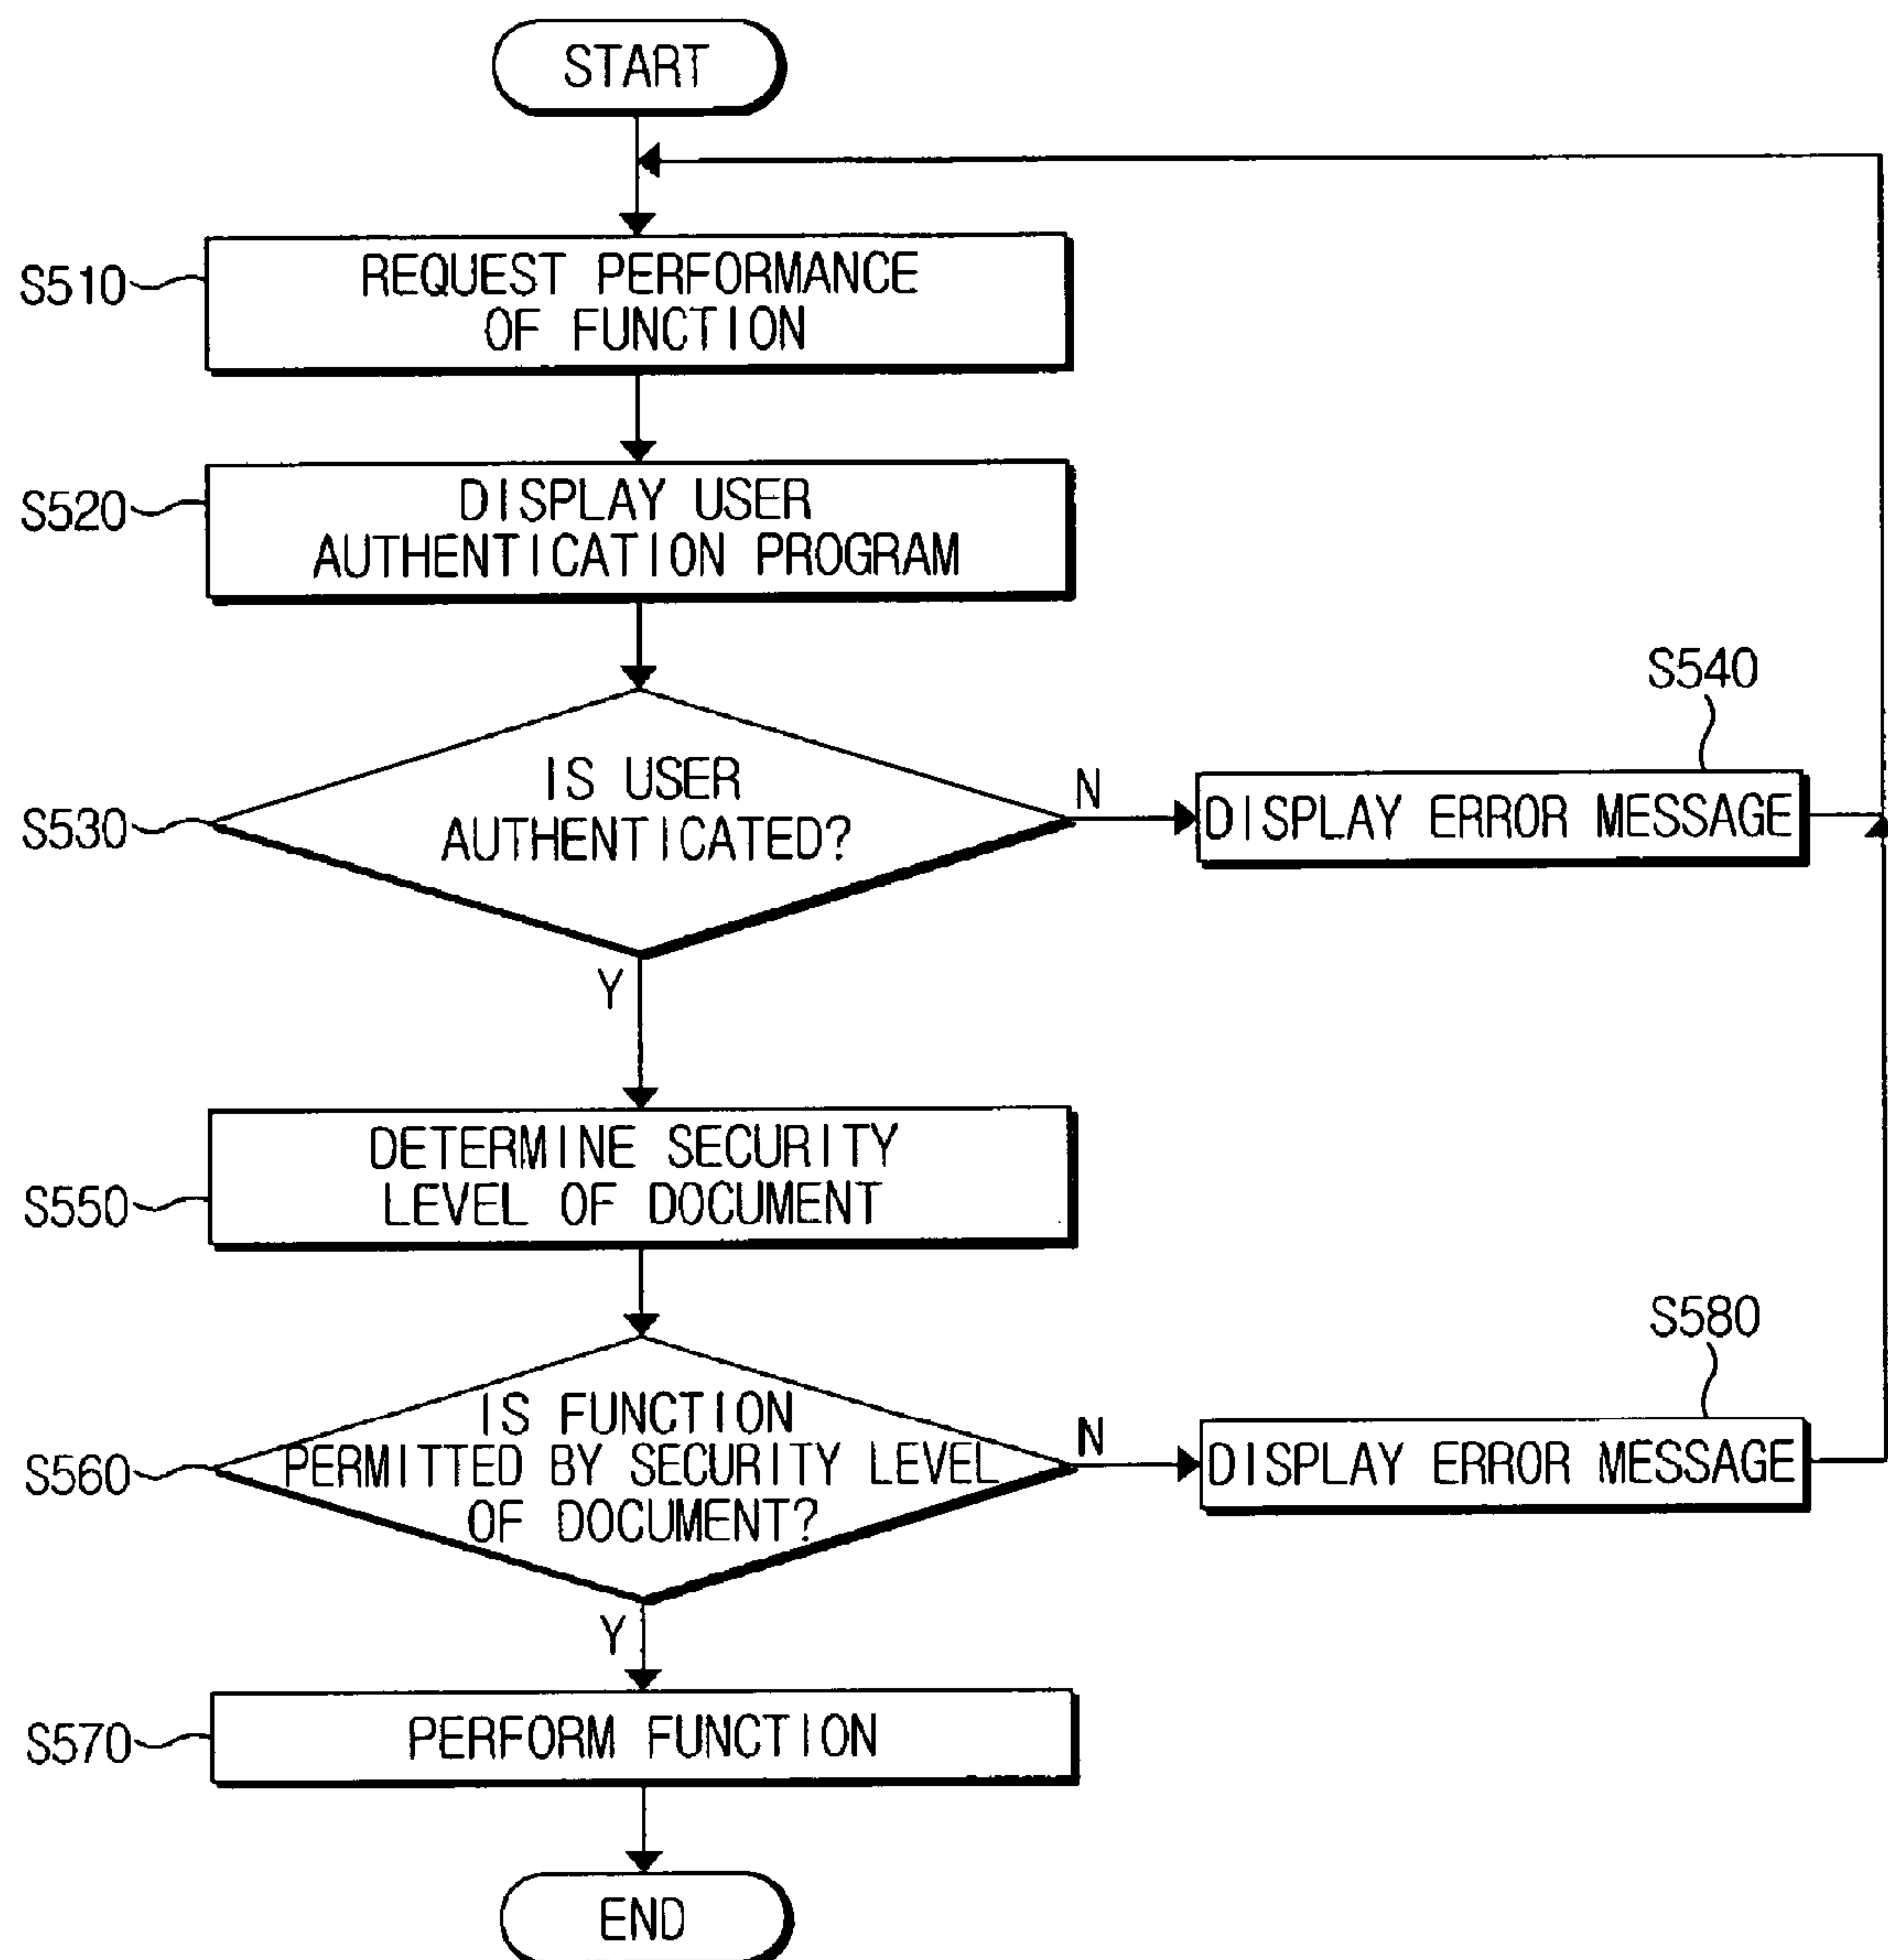 START
S510
REQUEST PERFORMANCE
OF FUNCTION
S520
DISPLAY USER
AUTHENTICATION PROGRAM
S530
IS USER
AUTHENTICATED?
N
S540
DISPLAY ERROR MESSAGE
Y
S550
DETERMINE SECURITY
LEVEL OF DOCUMENT
S560
IS FUNCTION
PERMITTED BY SECURITY LEVEL
OF DOCUMENT?
N
S580
DISPLAY ERROR MESSAGE
Y
S570
PERFORM FUNCTION
END